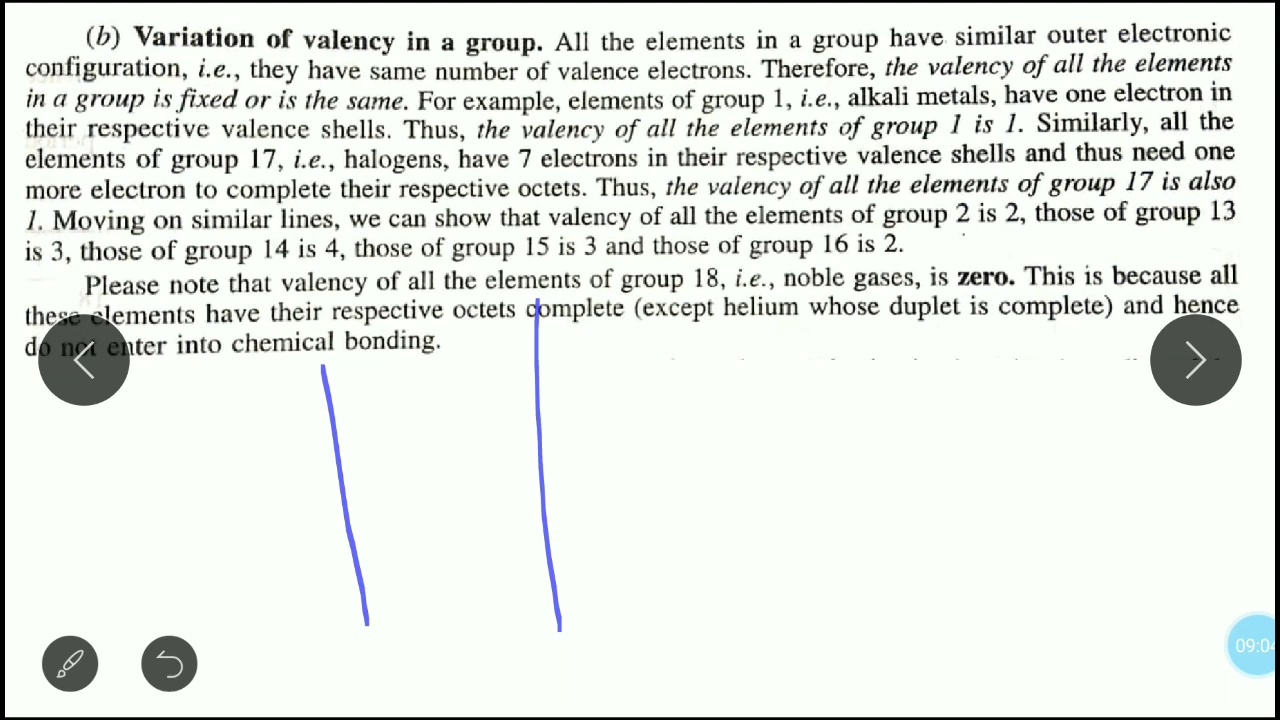 (b) Variation of valency in a group. All the elements in a group have similar outer electronic
configuration, i.e., they have same number of valence electrons. Therefore, the valency of all the elements
in a group is fixed or is the same. For example, elements of group 1, i.e., alkali metals, have one electron in
their respective valence shells. Thus, the valency of all the elements of group 1 is 1. Similarly, all the
elements of group 17, i.e., halogens, have 7 electrons in their respective valence shells and thus need one
more electron to complete their respective octets. Thus, the valency of all the elements of group 17 is also
1. Moving on similar lines, we can show that valency of all the elements of group 2 is 2, those of group 13
is 3, those of group 14 is 4, those of group 15 is 3 and those of group 16 is 2.
Please note that valency of all the elements of group 18, i.e., noble gases, is zero. This is because all
these elements have their respective octets complete (except helium whose duplet is complete) and hence
do not enter into chemical bonding.
09:04